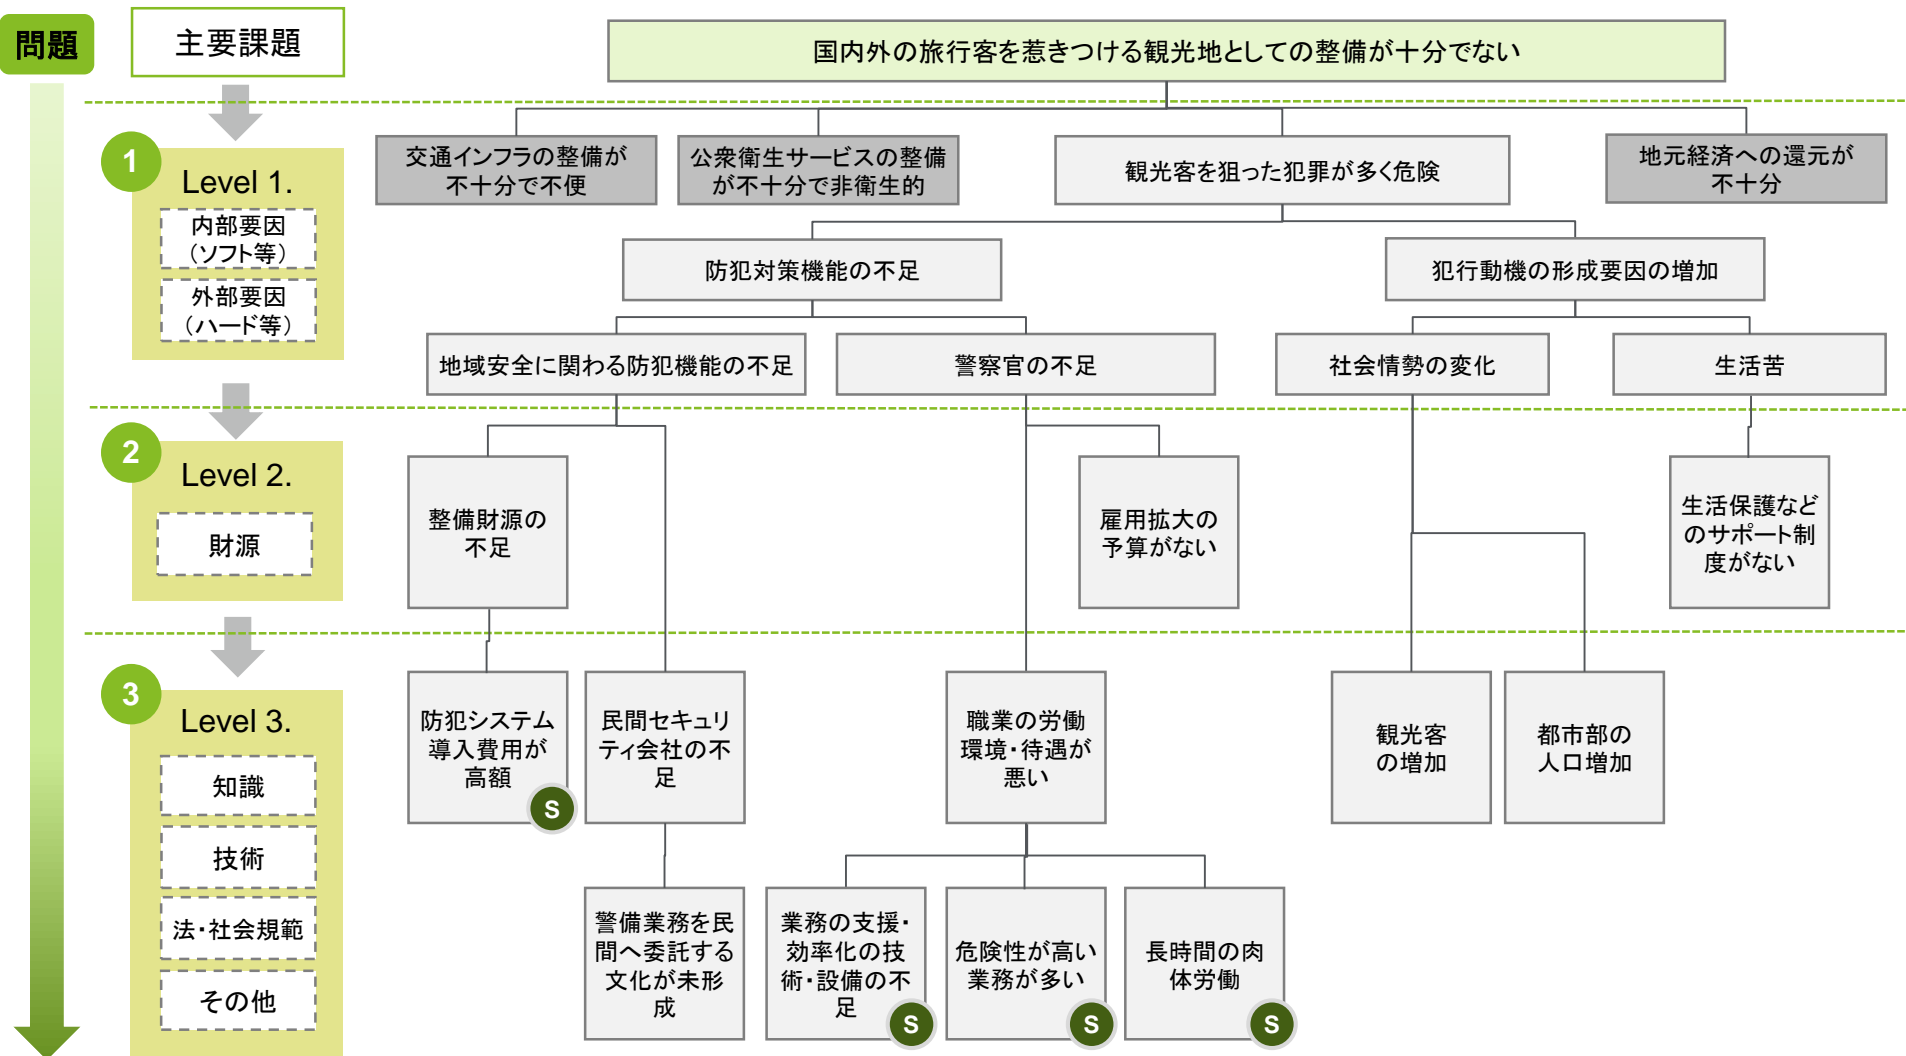 問題
主要課題
国内外の旅行客を惹きつける観光地としての整備が十分でない
1
Level 1.
内部要因
（ソフト等）
外部要因
（ハード等）
交通インフラの整備が
不十分で不便
公衆衛生サービスの整備
が不十分で非衛生的
観光客を狙った犯罪が多く危険
地元経済への還元が
不十分
防犯対策機能の不足
犯行動機の形成要因の増加
地域安全に関わる防犯機能の不足
警察官の不足
社会情勢の変化
生活苦
2
Level 2.
財源
整備財源の
不足
雇用拡大の
予算がない
生活保護など
のサポート制
度がない
3
Level 3.
知識
技術
法・社会規範
その他
防犯システム
導入費用が
高額
S
民間セキュリ
ティ会社の不
足
職業の労働
環境・待遇が
悪い
観光客
の増加
都市部の
人口増加
警備業務を民
間へ委託する
文化が未形
成
業務の支援・
効率化の技
術・設備の不
足
S
危険性が高い
業務が多い
S
長時間の肉
体労働
S